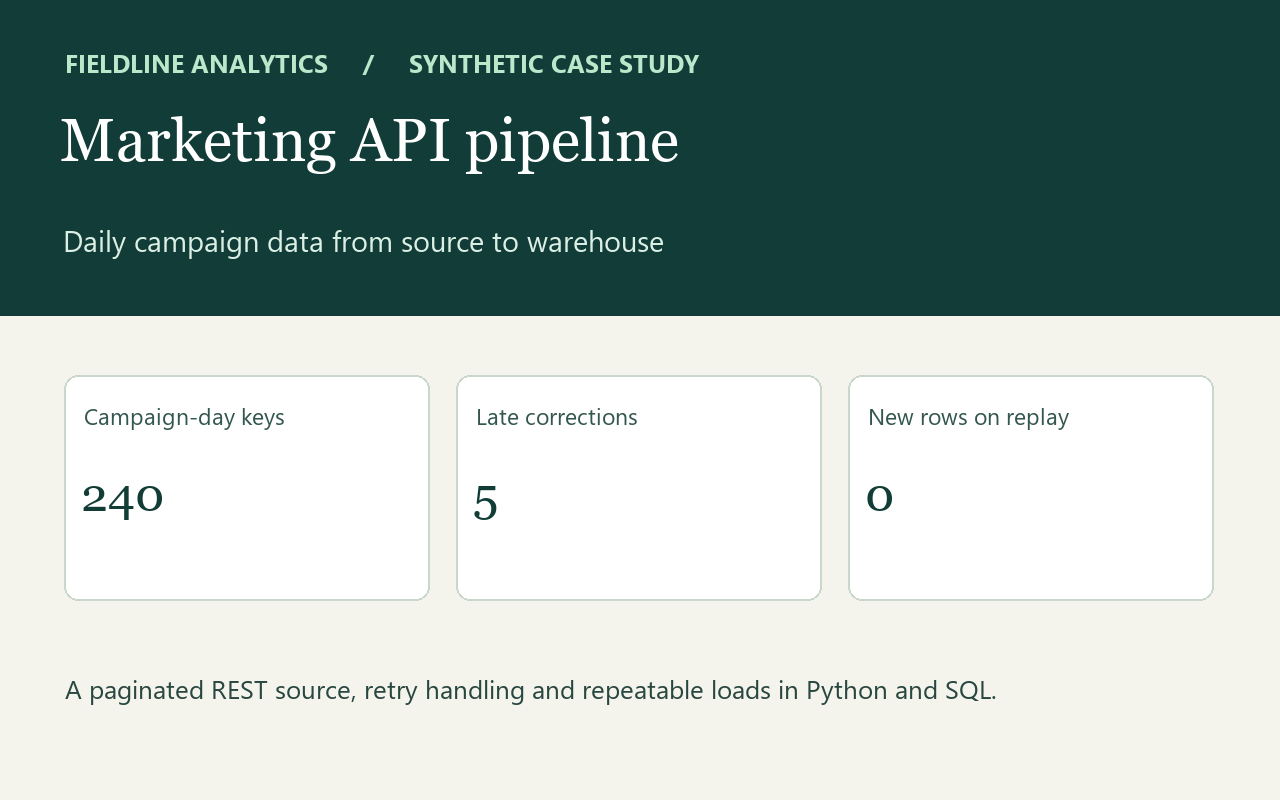 FIELDLINE ANALYTICS / SYNTHETIC CASE STUDY
Marketing API pipeline
Daily campaign data from source to warehouse
Campaign-day keys
240
Late corrections
5
New rows on replay
0
A paginated REST source, retry handling and repeatable loads in Python and SQL.